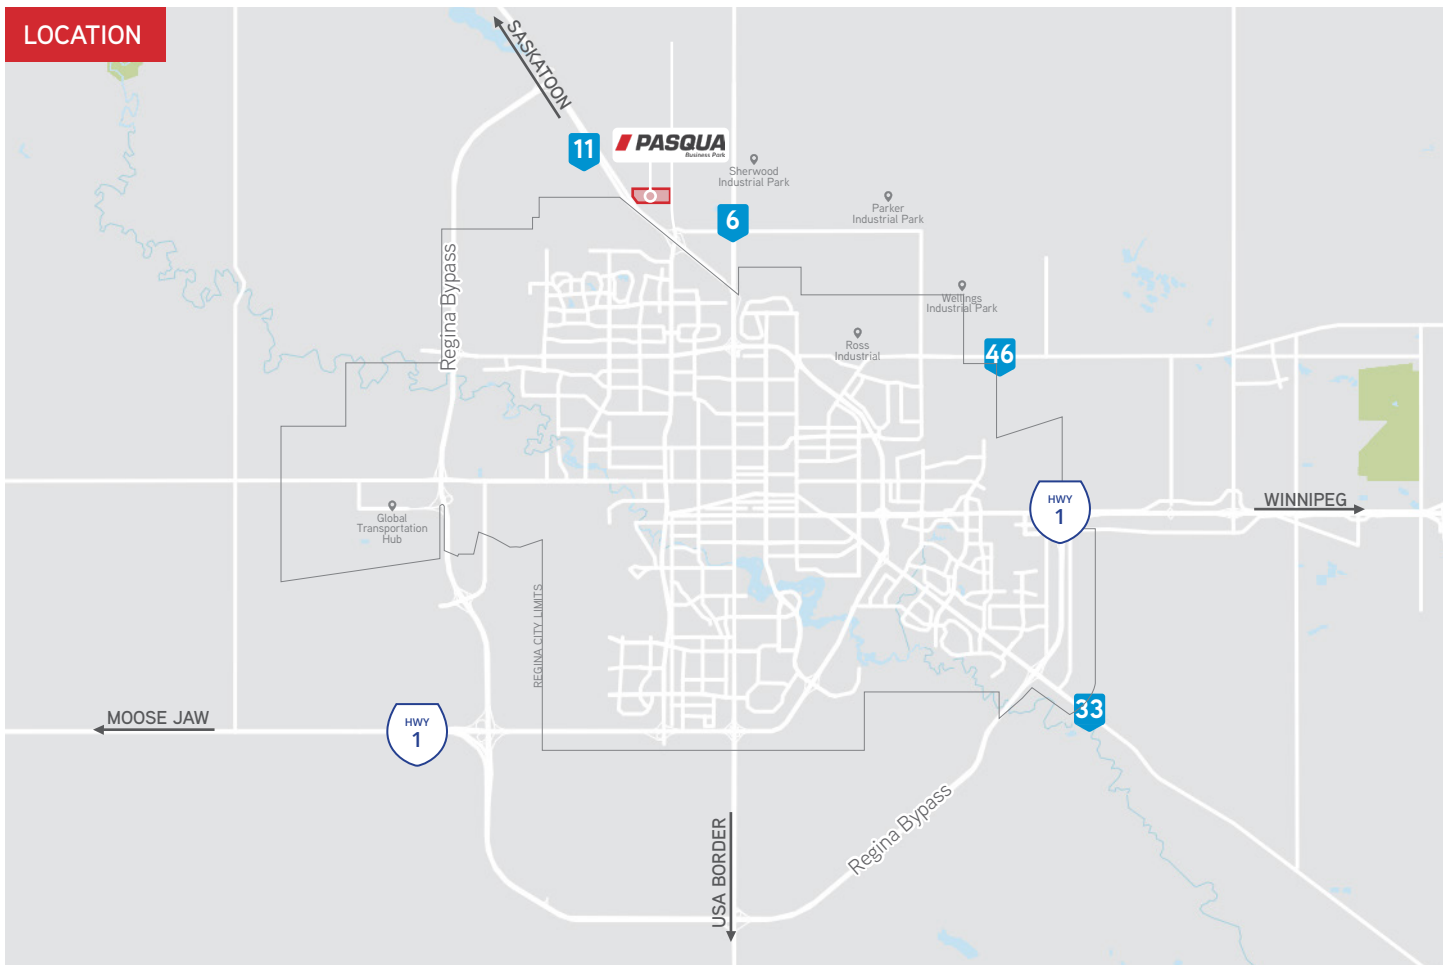 LOCATION
SASKATOON
11
PASQUA
Business Park
Sherwood
Industrial Park
6
Parker
Industrial Park
Regina Bypass
Wellings
Industrial Park
Ross
Industrial
46
HWY
1
WINNIPEG
Global
Transportation
Hub
REGINA CITY LIMITS
MOOSE JAW
HWY
1
33
USA BORDER
Regina Bypass